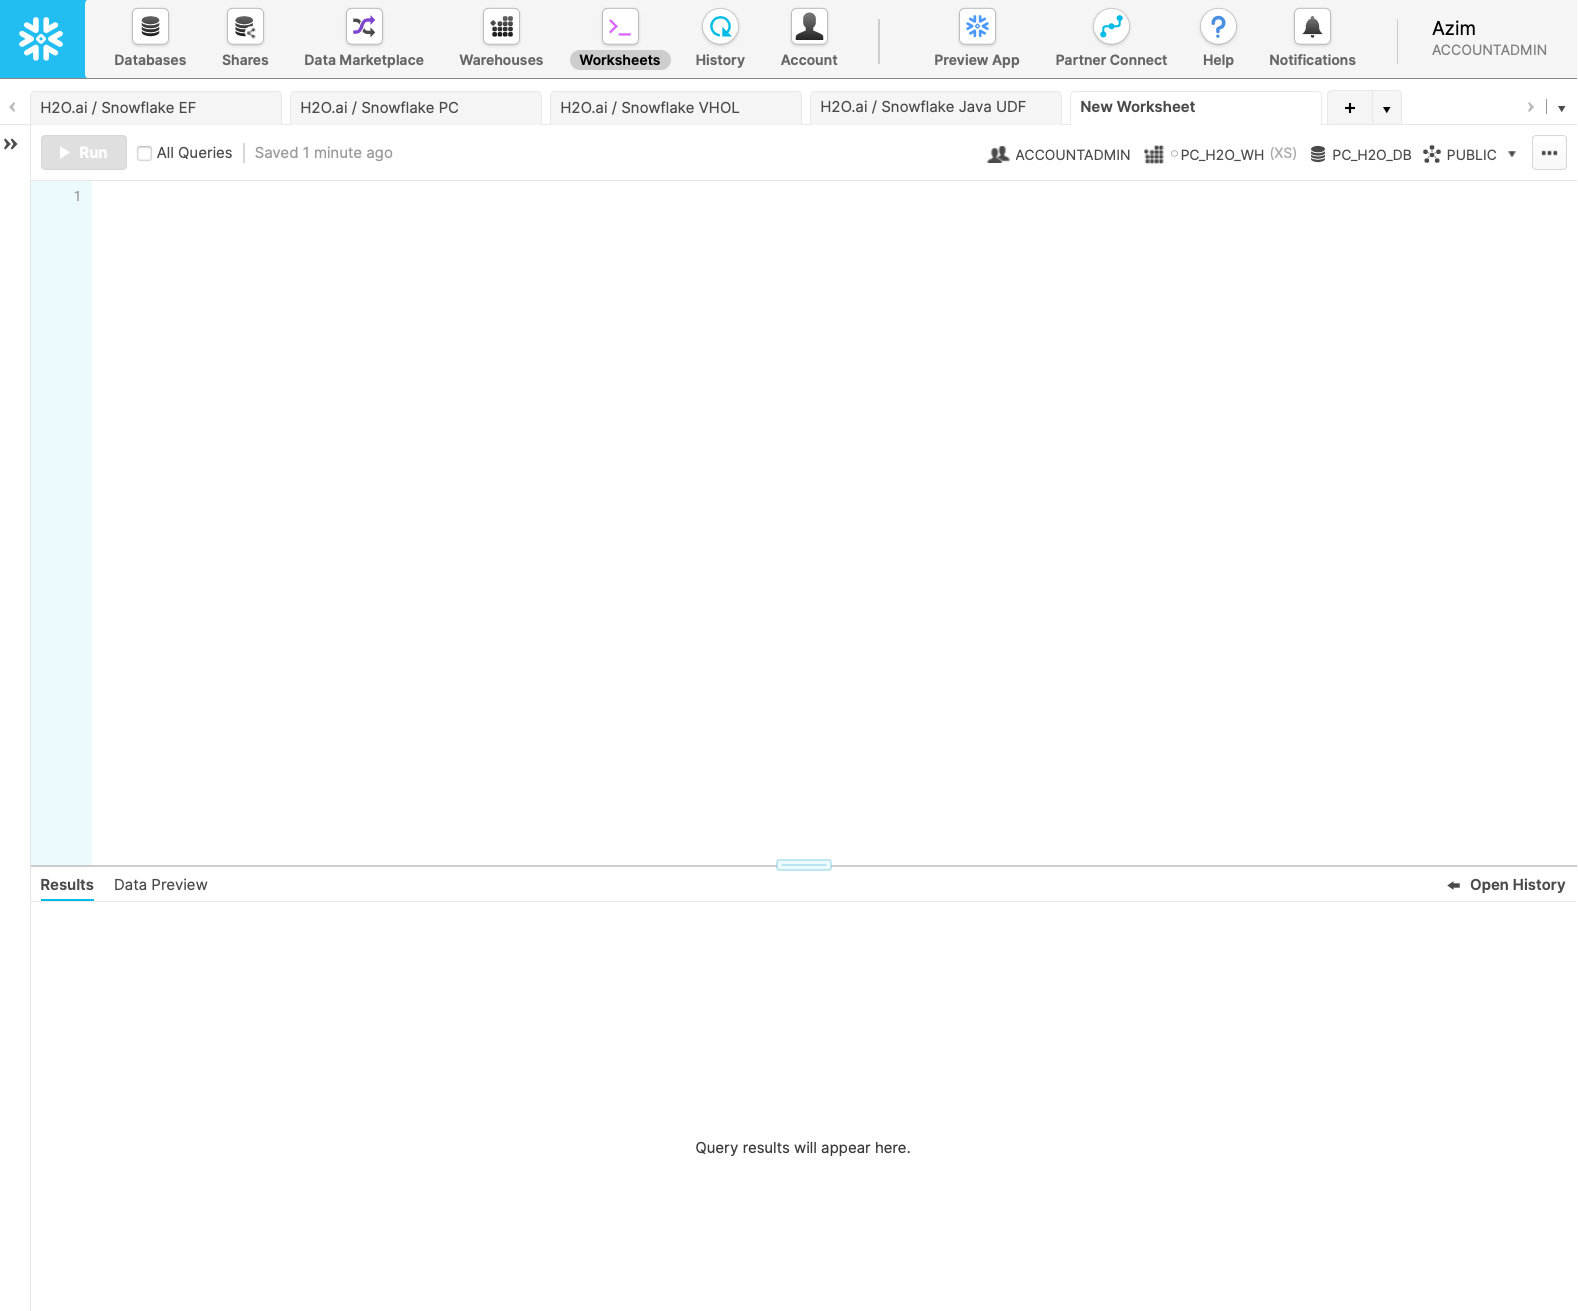 Databases Shares Data Marketplace Warehouses Worksheets History Account Preview App Partner Connect Help Notifications
Azim
ACCOUNTADMIN
H2O.ai / Snowflake EF
H2O.ai / Snowflake PC
H2O.ai / Snowflake VHOL
H2O.ai / Snowflake Java UDF
New Worksheet
+
Run All Queries Saved 1 minute ago ACCOUNTADMIN PC_H2O_WH (XS) PC_H2O_DB PUBLIC
1
Results Data Preview Open History
Query results will appear here.